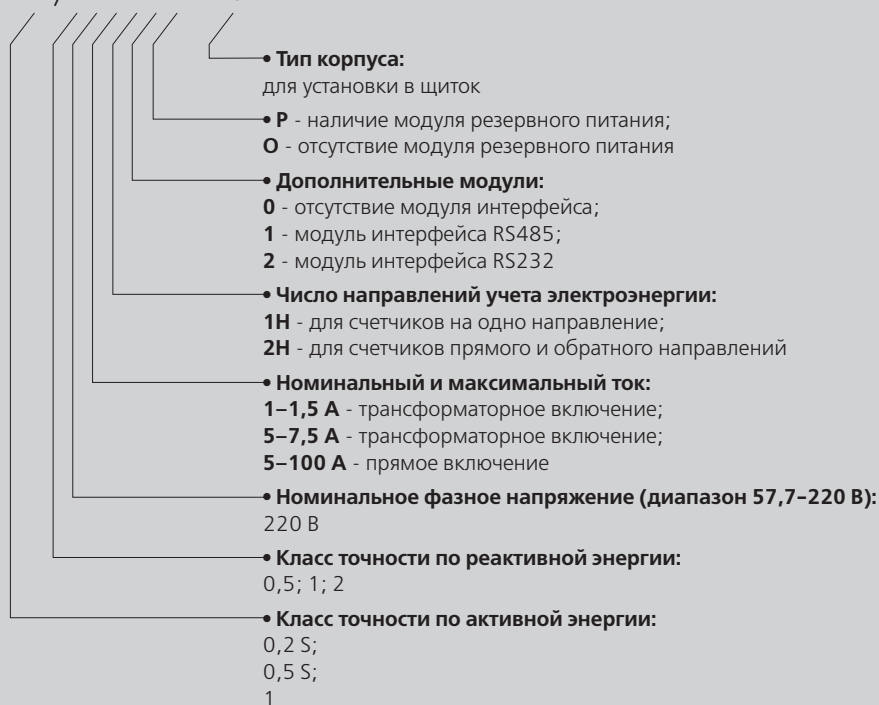 • Тип корпуса:
для установки в щиток
• Р - наличие модуля резервного питания;
О - отсутствие модуля резервного питания
• Дополнительные модули:
0 - отсутствие модуля интерфейса;
1 - модуль интерфейса RS485;
2 - модуль интерфейса RS232
• Число направлений учета электроэнергии:
1Н - для счетчиков на одно направление;
2Н - для счетчиков прямого и обратного направлений
• Номинальный и максимальный ток:
1–1,5 А - трансформаторное включение;
5–7,5 А - трансформаторное включение;
5–100 А - прямое включение
• Номинальное фазное напряжение (диапазон 57,7–220 В):
220 В
• Класс точности по реактивной энергии:
0,5; 1; 2
• Класс точности по активной энергии:
0,2 S;
0,5 S;
1